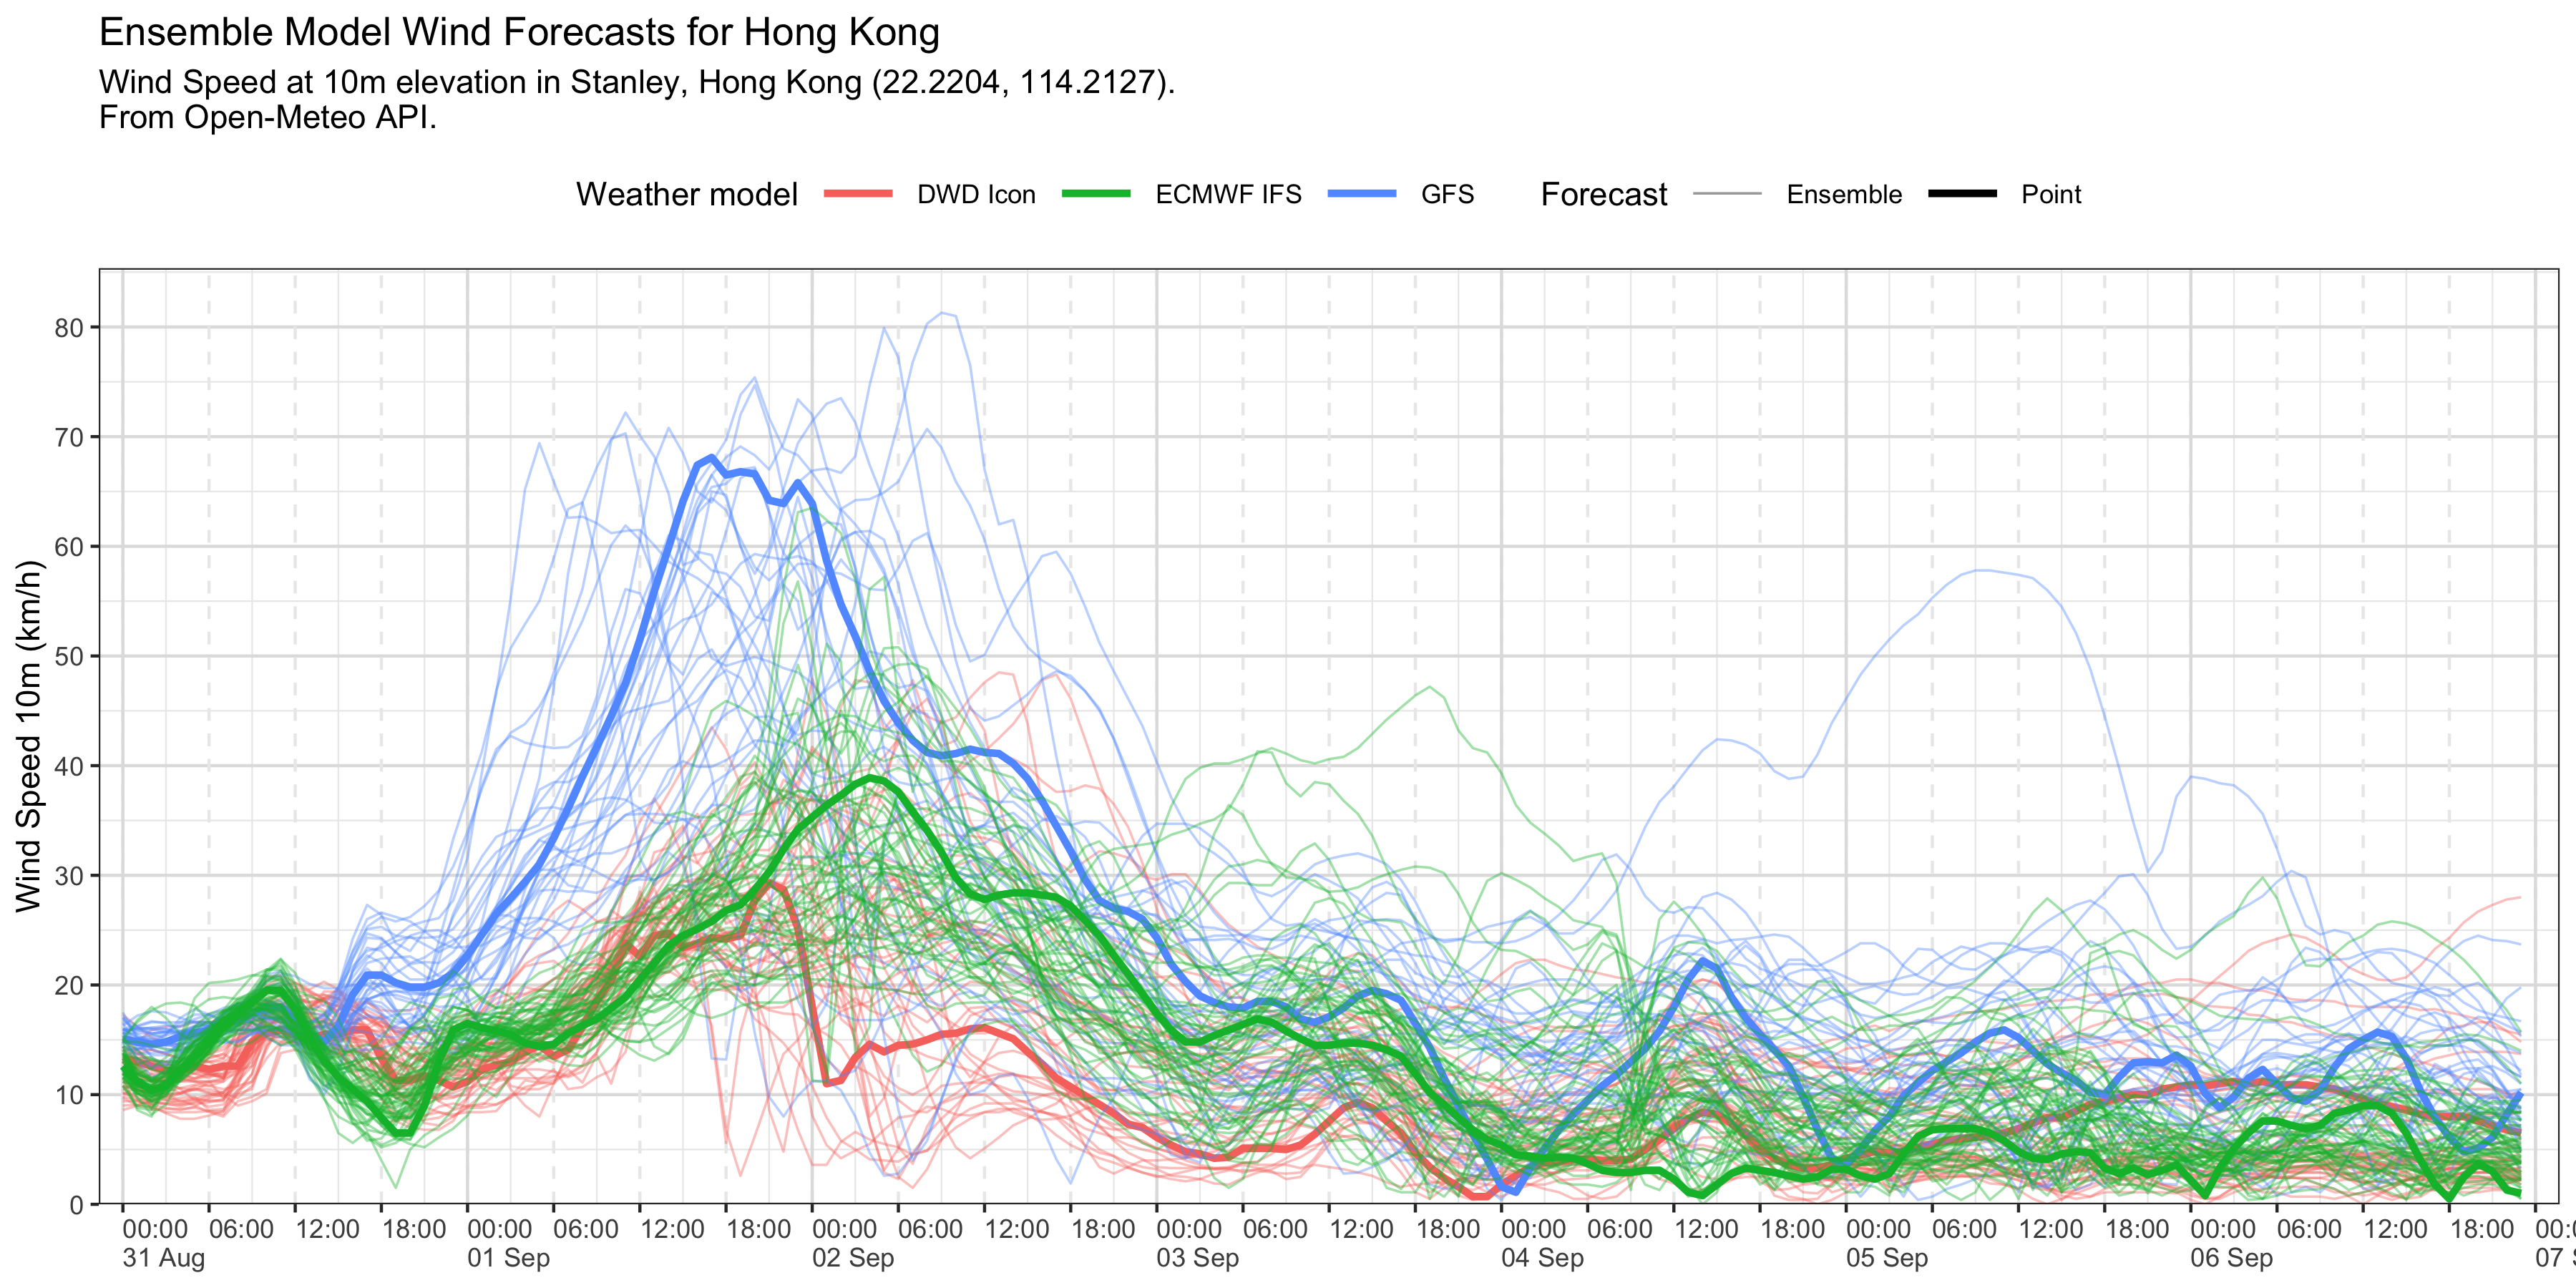 Ensemble Model Wind Forecasts for Hong Kong
Wind Speed at 10m elevation in Stanley, Hong Kong (22.2204, 114.2127).
From Open-Meteo API.
Weather model DWD Icon ECMWF IFS GFS Forecast Ensemble Point
Wind Speed 10m (km/h)
80
70
60
50
40
30
20
10
0
00:00 06:00 12:00 18:00 00:00 06:00 12:00 18:00 00:00 06:00 12:00 18:00 00:00 06:00 12:00 18:00 00:00 06:00 12:00 18:00 00:00 06:00 12:00 18:00 00:00 06:00 12:00 18:00 00:0
31 Aug 01 Sep 02 Sep 03 Sep 04 Sep 05 Sep 06 Sep 07 S